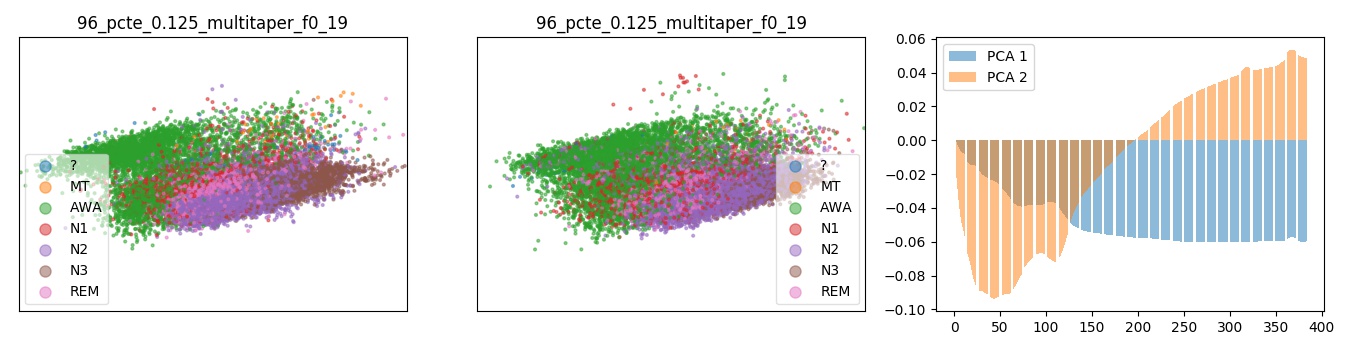 96_pcte_0.125_multitaper_f0_19
?
MT
AWA
N1
N2
N3
REM
96_pcte_0.125_multitaper_f0_19
?
MT
AWA
N1
N2
N3
REM
PCA 1
PCA 2
0.06
0.04
0.02
0.00
−0.02
−0.04
−0.06
−0.08
−0.10
0 50 100 150 200 250 300 350 400